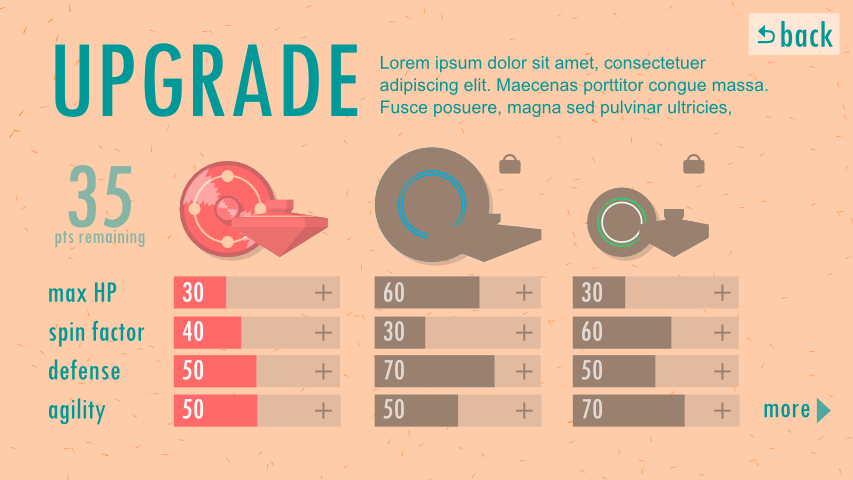 back
UPGRADE
Lorem ipsum dolor sit amet, consectetuer
adipiscing elit. Maecenas porttitor congue massa.
Fusce posuere, magna sed pulvinar ultricies,
35
pts remaining
max HP 30 + 60 + 30 +
spin factor 40 + 30 + 60 +
defense 50 + 70 + 50 +
agility 50 + 50 + 70 +
more